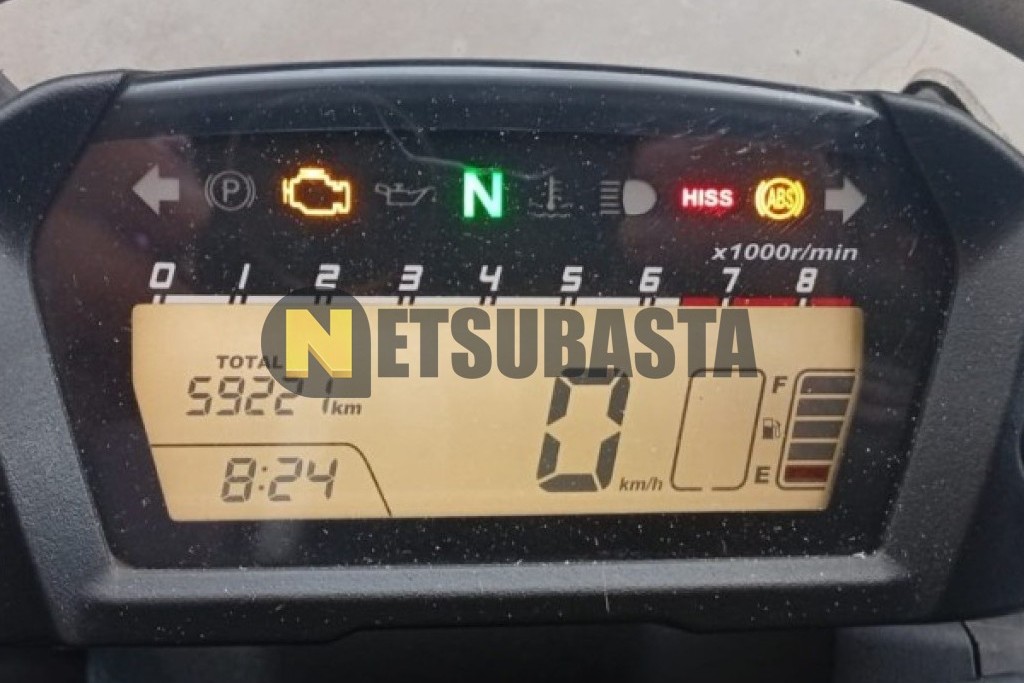 P N HISS ABS
x1000r/min
0 1 2 3 4 5 6 7 8
NETSUBASTA
TOTAL
59221 km
F
0 km/h
E
8:24